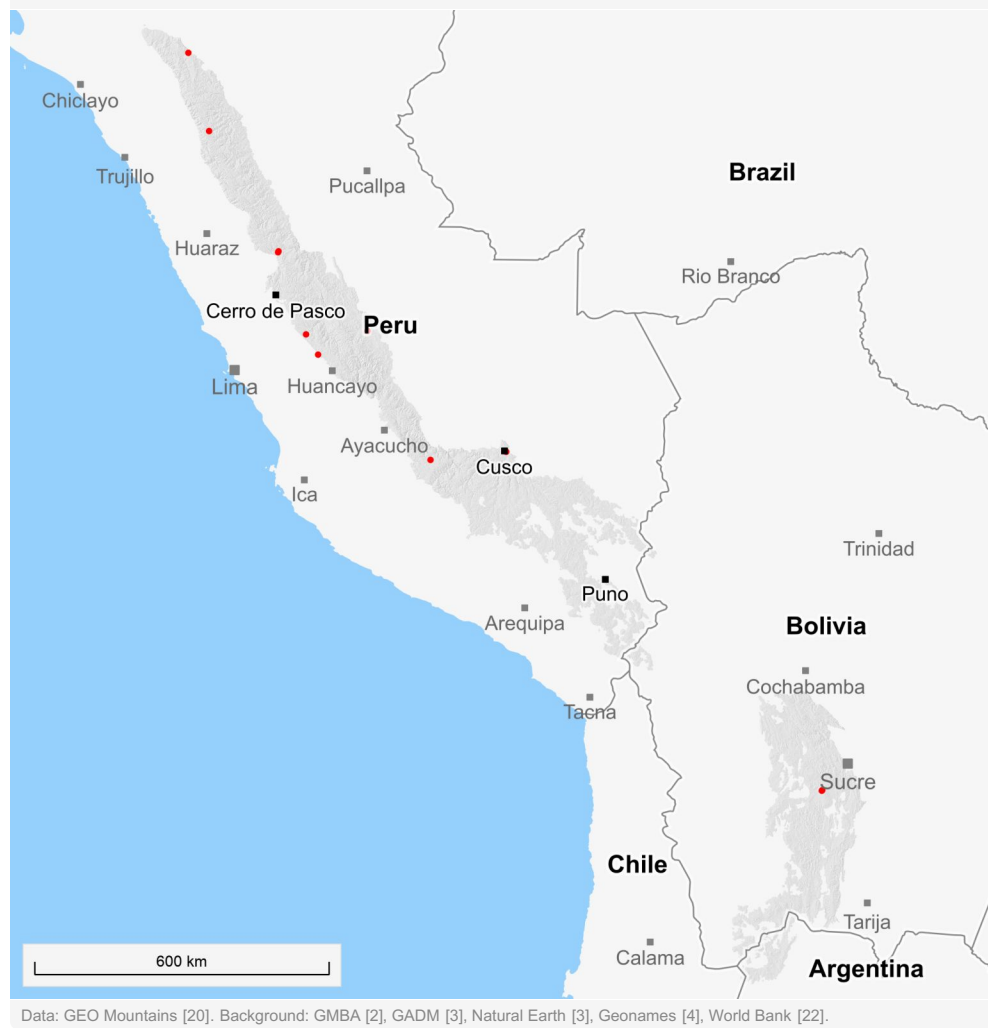 Chiclayo
Trujillo
Pucallpa
Brazil
Huaraz
Rio Branco
Cerro de Pasco
Peru
Lima
Huancayo
Ayacucho
Cusco
Ica
Trinidad
Puno
Arequipa
Bolivia
Cochabamba
Tacna
Sucre
Chile
Tarija
Calama
Argentina
600 km
Data: GEO Mountains [20]. Background: GMBA [2], GADM [3], Natural Earth [3], Geonames [4], World Bank [22].